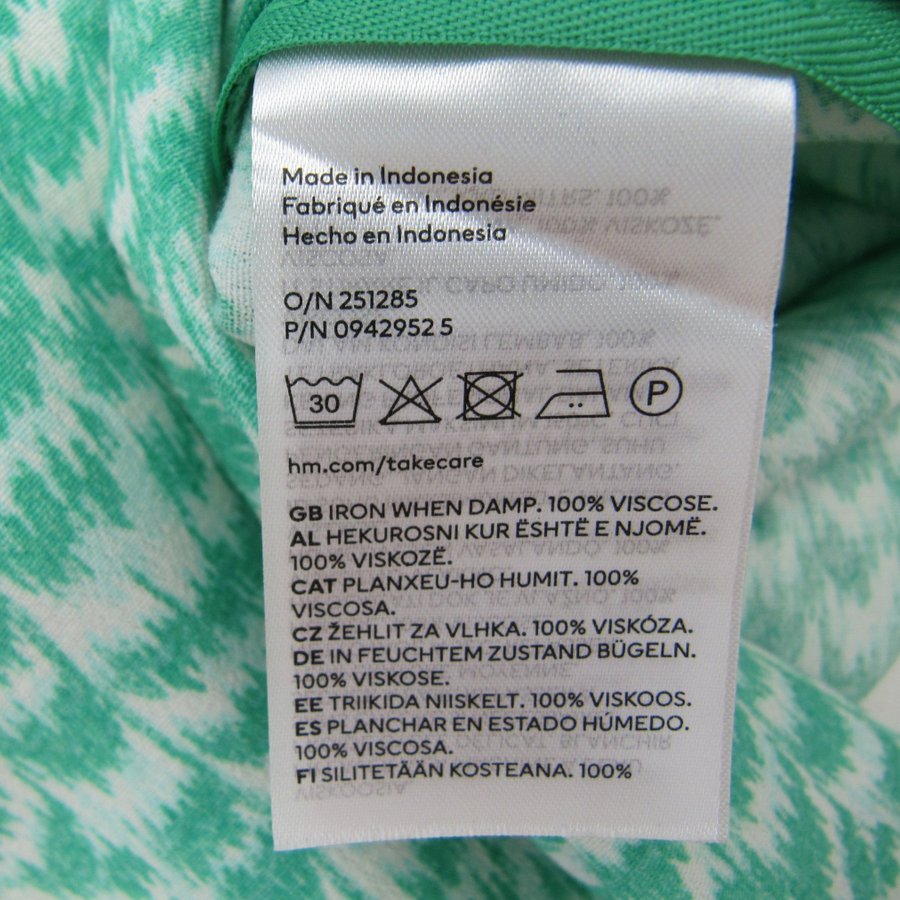 Made in Indonesia
Fabriqué en Indonésie
Hecho en Indonesia
O/N 251285
P/N 0942952 5
30
P
hm.com/takecare
GB IRON WHEN DAMP. 100% VISCOSE.
AL HEKUROSNI KUR ËSHTË E NJOMË.
100% VISKOZË.
CAT PLANXEU-HO HUMIT. 100%
VISCOSA.
CZ ŽEHLIT ZA VLHKA. 100% VISKÓZA.
DE IN FEUCHTEM ZUSTAND BÜGELN.
100% VISKOSE.
EE TRIIKIDA NIISKELT. 100% VISKOOS.
ES PLANCHAR EN ESTADO HÚMEDO.
100% VISCOSA.
FI SILITETÄÄN KOSTEANA. 100%